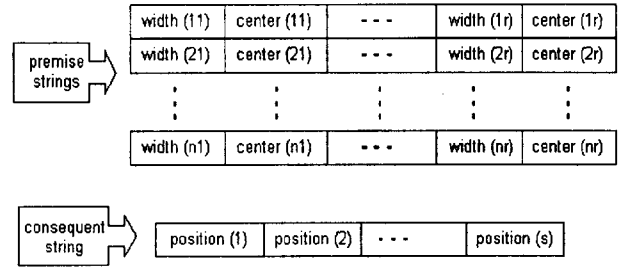 width (11) center (11) - - - width (1r) center (1r)
width (21) center (21) width (2r) center (2r)
premise
strings
width (n1) center (n1) - - - width (nr) center (nr)
consequent
string
position (1) position (2) - - - position (s)